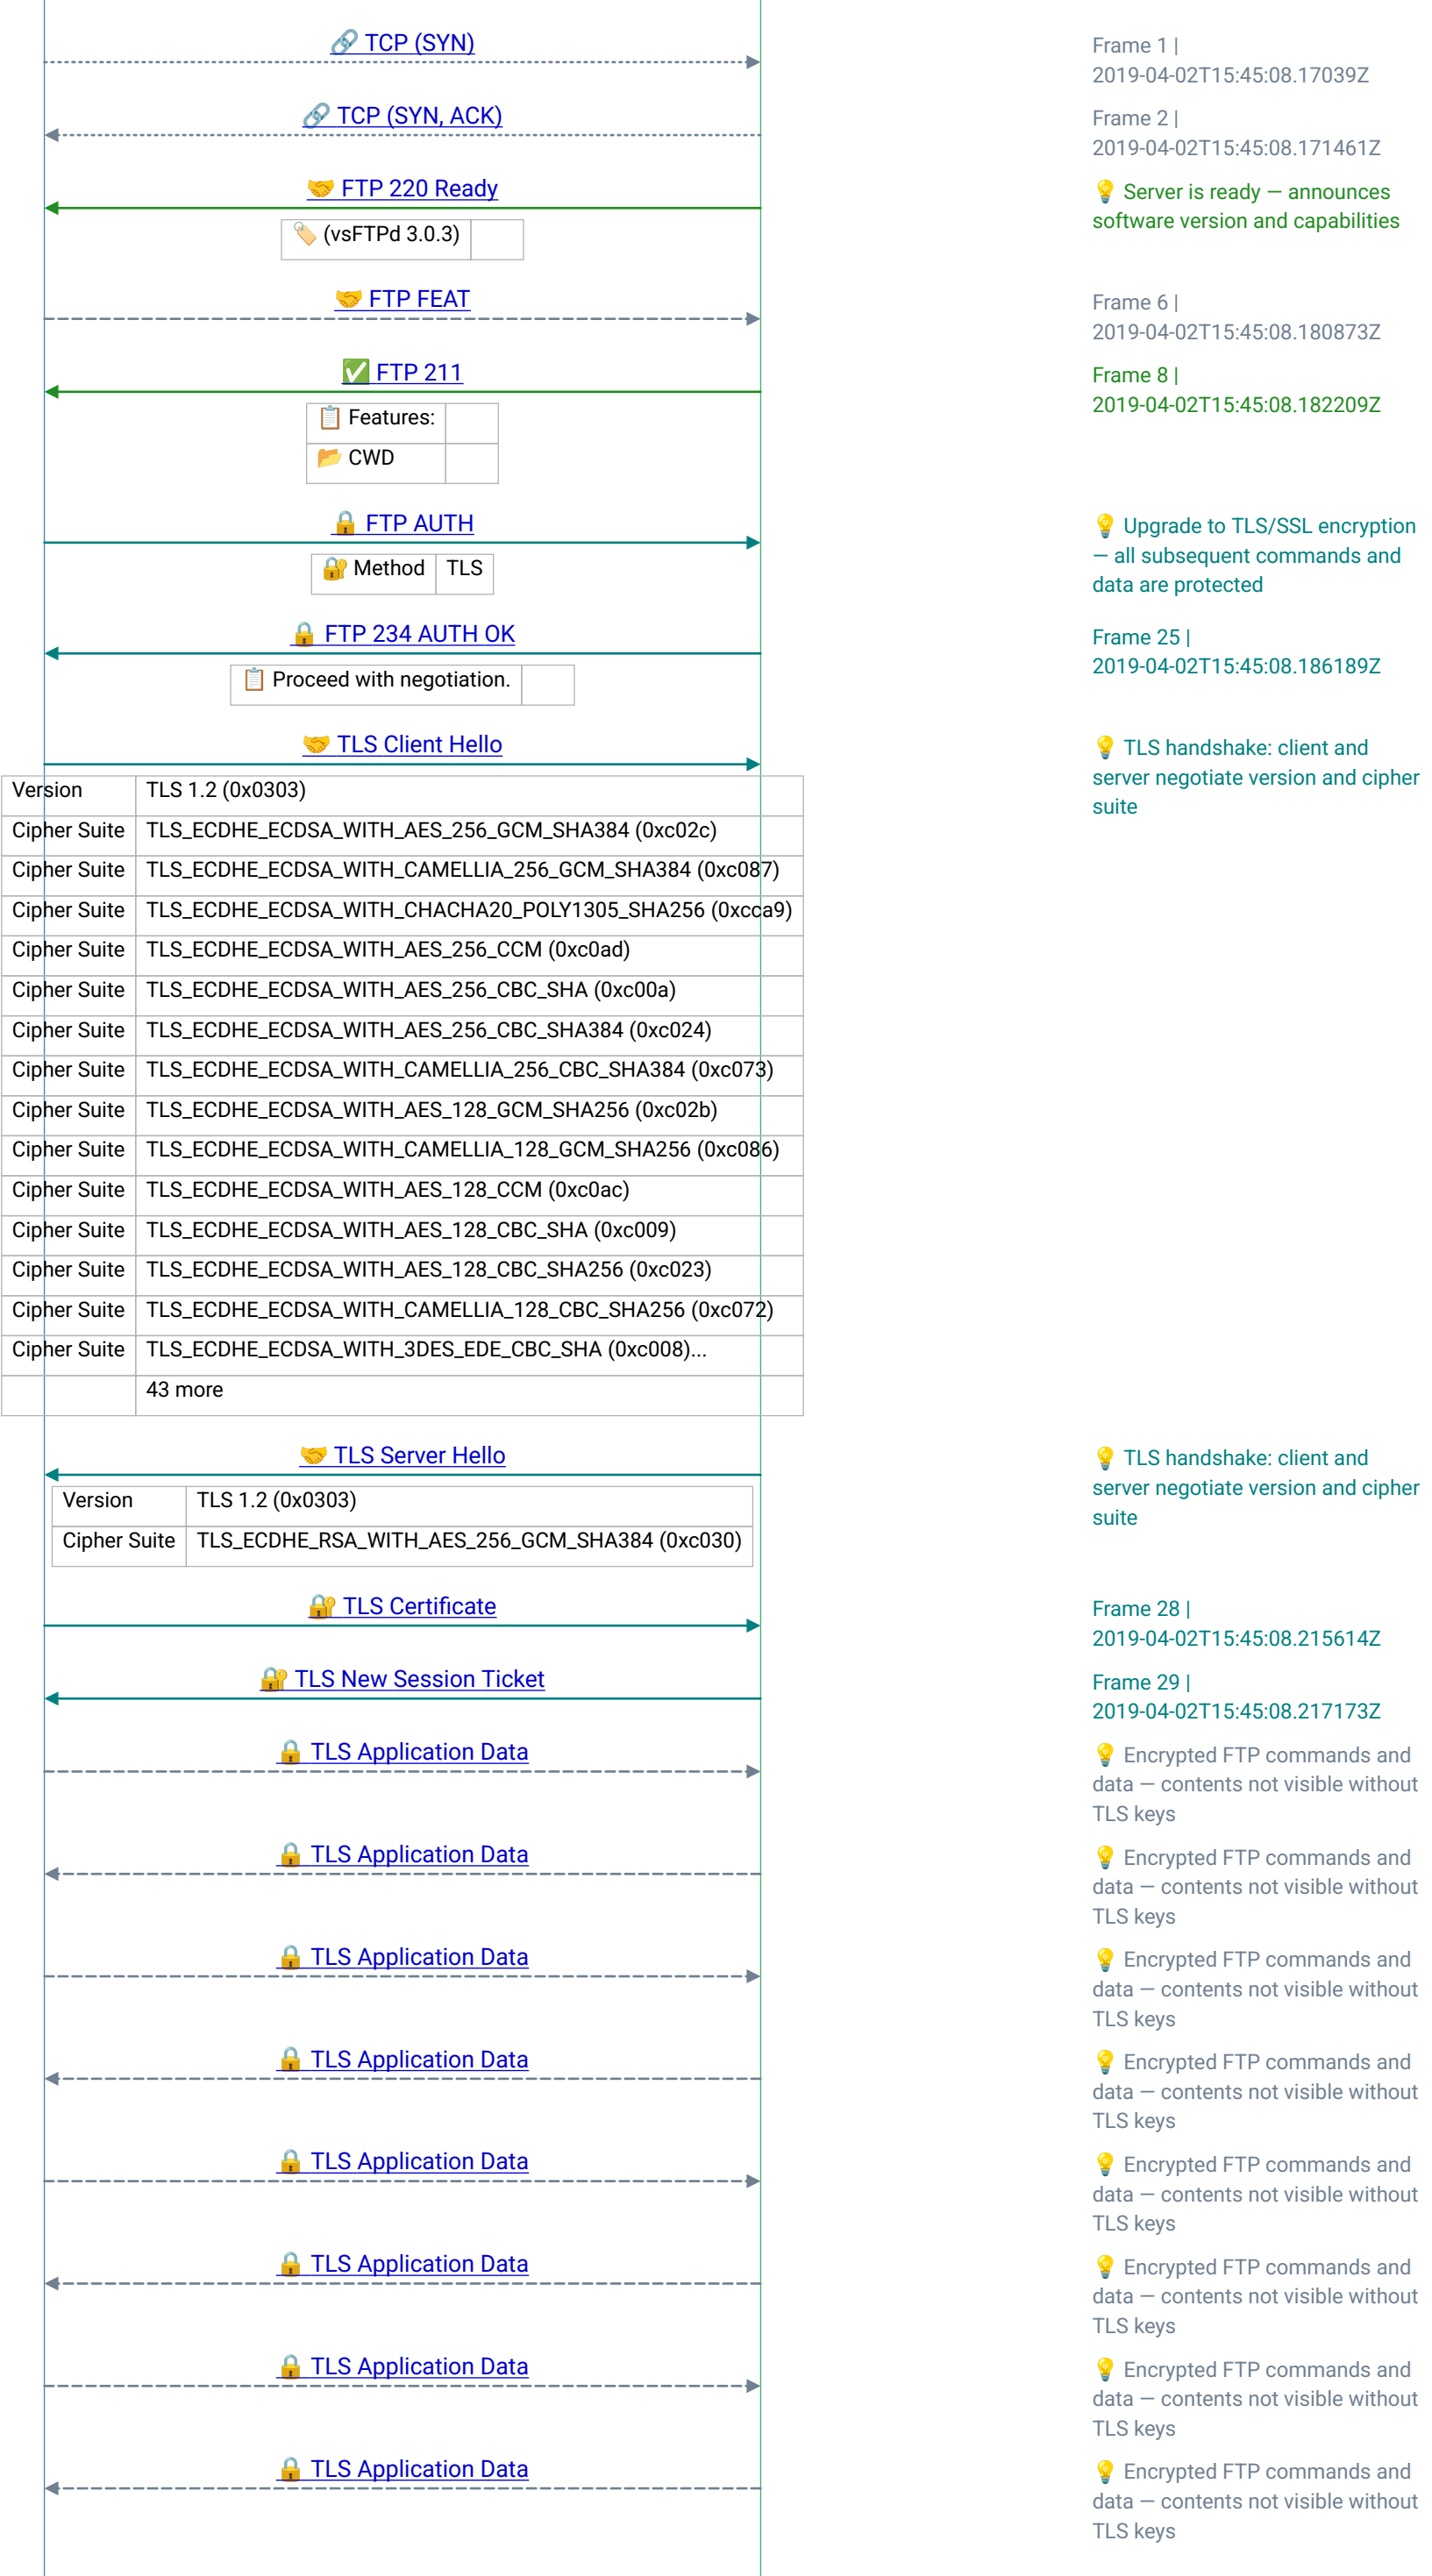 🔗 TCP (SYN)
Frame 1 |
2019-04-02T15:45:08.17039Z
🔗 TCP (SYN, ACK)
Frame 2 |
2019-04-02T15:45:08.171461Z
🤝 FTP 220 Ready
🏷️ (vsFTPd 3.0.3)
💡 Server is ready — announces
software version and capabilities
🤝 FTP FEAT
Frame 6 |
2019-04-02T15:45:08.180873Z
✅ FTP 211
📋 Features:
📂 CWD
Frame 8 |
2019-04-02T15:45:08.182209Z
🔒 FTP AUTH
🔐 Method TLS
💡 Upgrade to TLS/SSL encryption
— all subsequent commands and
data are protected
🔒 FTP 234 AUTH OK
📋 Proceed with negotiation.
Frame 25 |
2019-04-02T15:45:08.186189Z
🤝 TLS Client Hello
💡 TLS handshake: client and
server negotiate version and cipher
suite
Version TLS 1.2 (0x0303)
Cipher Suite TLS_ECDHE_ECDSA_WITH_AES_256_GCM_SHA384 (0xc02c)
Cipher Suite TLS_ECDHE_ECDSA_WITH_CAMELLIA_256_GCM_SHA384 (0xc087)
Cipher Suite TLS_ECDHE_ECDSA_WITH_CHACHA20_POLY1305_SHA256 (0xcca9)
Cipher Suite TLS_ECDHE_ECDSA_WITH_AES_256_CCM (0xc0ad)
Cipher Suite TLS_ECDHE_ECDSA_WITH_AES_256_CBC_SHA (0xc00a)
Cipher Suite TLS_ECDHE_ECDSA_WITH_AES_256_CBC_SHA384 (0xc024)
Cipher Suite TLS_ECDHE_ECDSA_WITH_CAMELLIA_256_CBC_SHA384 (0xc073)
Cipher Suite TLS_ECDHE_ECDSA_WITH_AES_128_GCM_SHA256 (0xc02b)
Cipher Suite TLS_ECDHE_ECDSA_WITH_CAMELLIA_128_GCM_SHA256 (0xc086)
Cipher Suite TLS_ECDHE_ECDSA_WITH_AES_128_CCM (0xc0ac)
Cipher Suite TLS_ECDHE_ECDSA_WITH_AES_128_CBC_SHA (0xc009)
Cipher Suite TLS_ECDHE_ECDSA_WITH_AES_128_CBC_SHA256 (0xc023)
Cipher Suite TLS_ECDHE_ECDSA_WITH_CAMELLIA_128_CBC_SHA256 (0xc072)
Cipher Suite TLS_ECDHE_ECDSA_WITH_3DES_EDE_CBC_SHA (0xc008)...
43 more
🤝 TLS Server Hello
💡 TLS handshake: client and
server negotiate version and cipher
suite
Version TLS 1.2 (0x0303)
Cipher Suite TLS_ECDHE_RSA_WITH_AES_256_GCM_SHA384 (0xc030)
🔐 TLS Certificate
Frame 28 |
2019-04-02T15:45:08.215614Z
🔐 TLS New Session Ticket
Frame 29 |
2019-04-02T15:45:08.217173Z
🔒 TLS Application Data
💡 Encrypted FTP commands and
data — contents not visible without
TLS keys
🔒 TLS Application Data
💡 Encrypted FTP commands and
data — contents not visible without
TLS keys
🔒 TLS Application Data
💡 Encrypted FTP commands and
data — contents not visible without
TLS keys
🔒 TLS Application Data
💡 Encrypted FTP commands and
data — contents not visible without
TLS keys
🔒 TLS Application Data
💡 Encrypted FTP commands and
data — contents not visible without
TLS keys
🔒 TLS Application Data
💡 Encrypted FTP commands and
data — contents not visible without
TLS keys
🔒 TLS Application Data
💡 Encrypted FTP commands and
data — contents not visible without
TLS keys
🔒 TLS Application Data
💡 Encrypted FTP commands and
data — contents not visible without
TLS keys